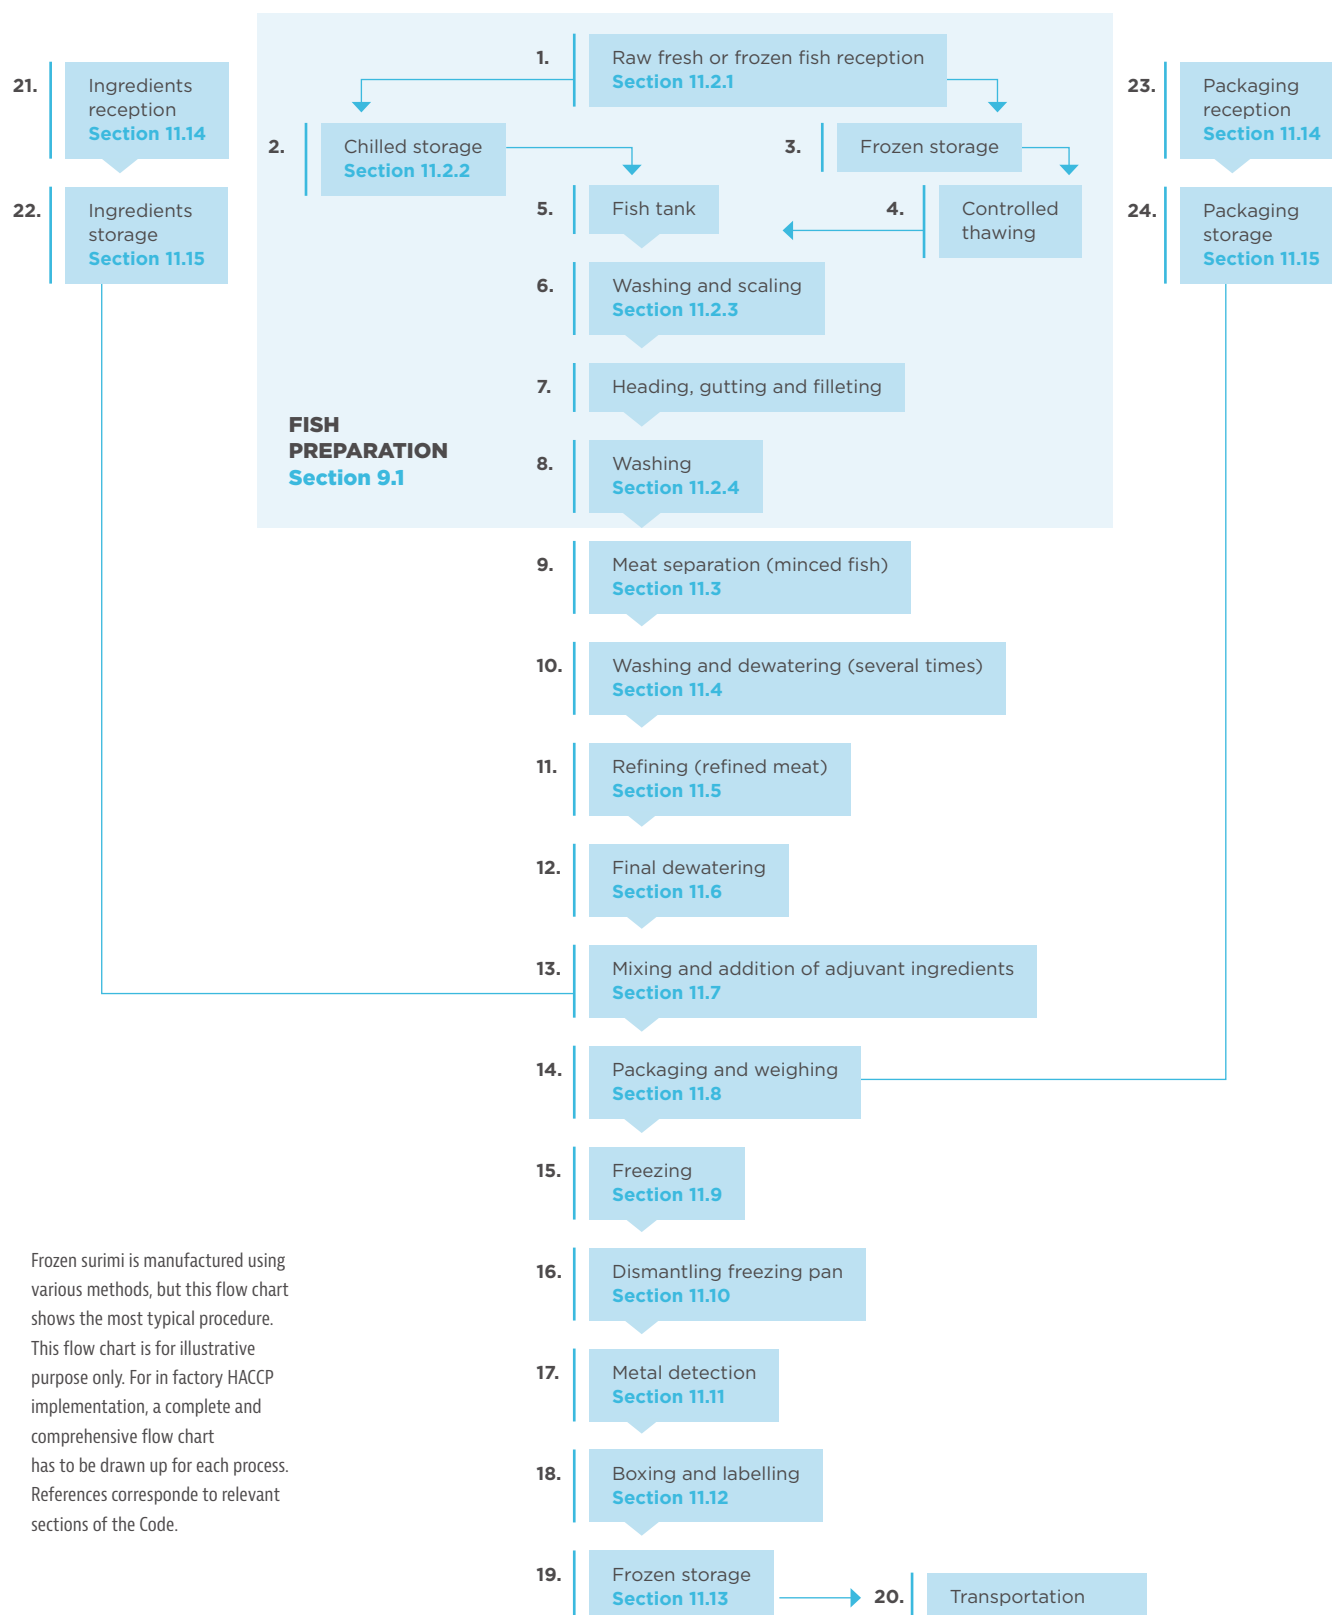 1.
Raw fresh or frozen fish reception
Section 11.2.1
21.
Ingredients
reception
Section 11.14
23.
Packaging
reception
Section 11.14
2.
Chilled storage
Section 11.2.2
3.
Frozen storage
22.
Ingredients
storage
Section 11.15
5.
Fish tank
4.
Controlled
thawing
24.
Packaging
storage
Section 11.15
6.
Washing and scaling
Section 11.2.3
7.
Heading, gutting and filleting
FISH
PREPARATION
Section 9.1
8.
Washing
Section 11.2.4
9.
Meat separation (minced fish)
Section 11.3
10.
Washing and dewatering (several times)
Section 11.4
11.
Refining (refined meat)
Section 11.5
12.
Final dewatering
Section 11.6
13.
Mixing and addition of adjuvant ingredients
Section 11.7
14.
Packaging and weighing
Section 11.8
15.
Freezing
Section 11.9
16.
Dismantling freezing pan
Section 11.10
17.
Metal detection
Section 11.11
18.
Boxing and labelling
Section 11.12
19.
Frozen storage
Section 11.13
20.
Transportation
Frozen surimi is manufactured using
various methods, but this flow chart
shows the most typical procedure.
This flow chart is for illustrative
purpose only. For in factory HACCP
implementation, a complete and
comprehensive flow chart
has to be drawn up for each process.
References corresponde to relevant
sections of the Code.